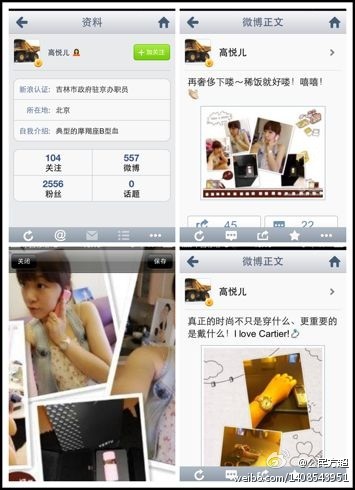 资料
高悦儿
+加关注
新浪认证: 吉林市政府驻京办职员
所在地: 北京
自我介绍: 典型的摩羯座B型血
104
关注
557
微博
2556
粉丝
0
话题
微博正文
高悦儿
再奢侈下喽～稀饭就好喽！嘻嘻！
45
22
关闭
保存
微博正文
高悦儿
真正的时尚不只是穿什么、更重要的
是戴什么！I love Cartier!
@公民方超
weibo.com/1408543951